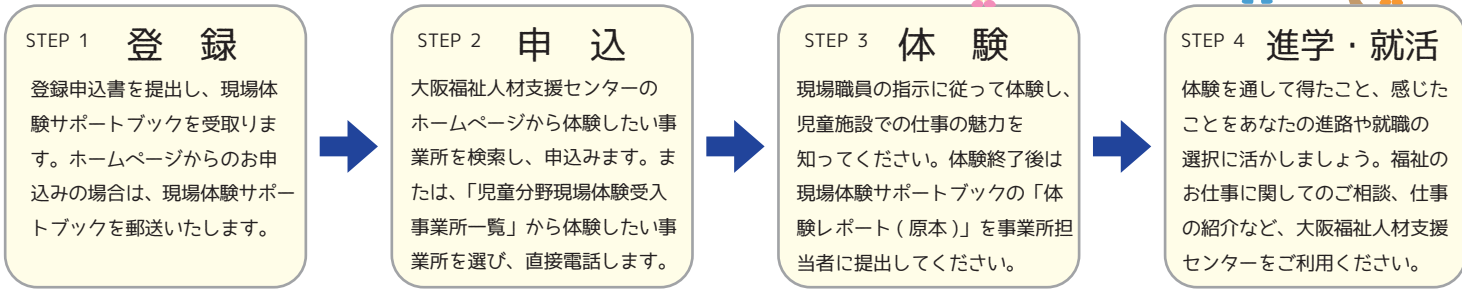 STEP 1 登 録
登録申込書を提出し、現場体
験サポートブックを受取りま
す。ホームページからのお申
込みの場合は、現場体験サポー
トブックを郵送いたします。
STEP 2 申 込
大阪福祉人材支援センターの
ホームページから体験したい事
業所を検索し、申込みます。ま
たは、「児童分野現場体験受入
事業所一覧」から体験したい事
業所を選び、直接電話します。
STEP 3 体 験
現場職員の指示に従って体験し、
児童施設での仕事の魅力を
知ってください。体験終了後は
現場体験サポートブックの「体
験レポート ( 原本 )」を事業所担
当者に提出してください。
STEP 4 進学・就活
体験を通して得たこと、感じた
ことをあなたの進路や就職の
選択に活かしましょう。福祉の
お仕事に関してのご相談、仕事
の紹介など、大阪福祉人材支援
センターをご利用ください。